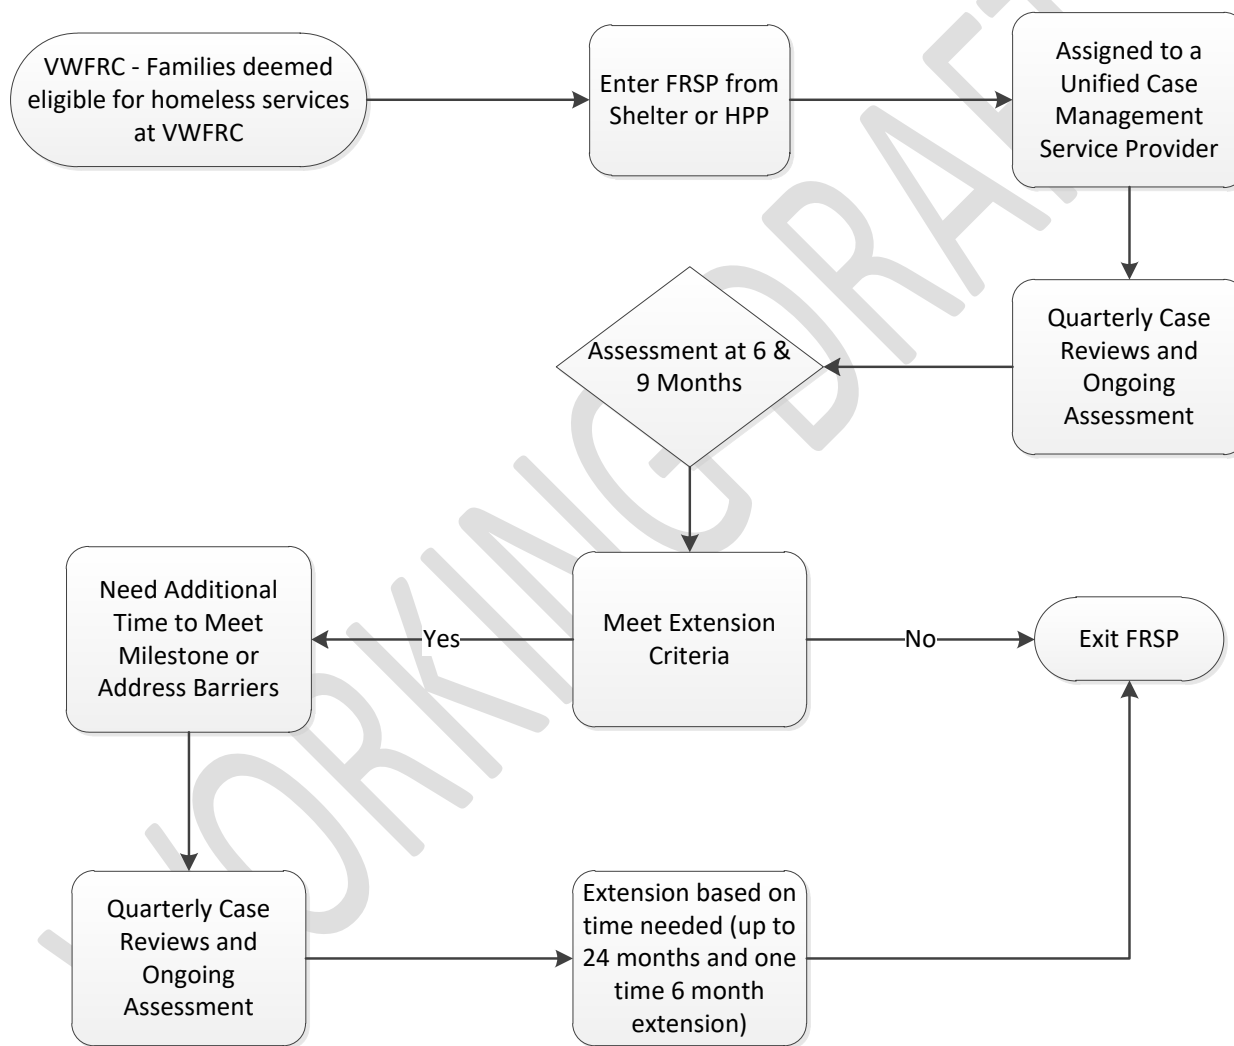 VWFRC - Families deemed
eligible for homeless services
at VWFRC
Enter FRSP from
Shelter or HPP
Assigned to a
Unified Case
Management
Service Provider
Quarterly Case
Reviews and
Ongoing
Assessment
Assessment at 6 &
9 Months
Meet Extension
Criteria
Yes
No
Need Additional
Time to Meet
Milestone or
Address Barriers
Exit FRSP
Quarterly Case
Reviews and
Ongoing
Assessment
Extension based on
time needed (up to
24 months and one
time 6 month
extension)
WORKING DRAFT